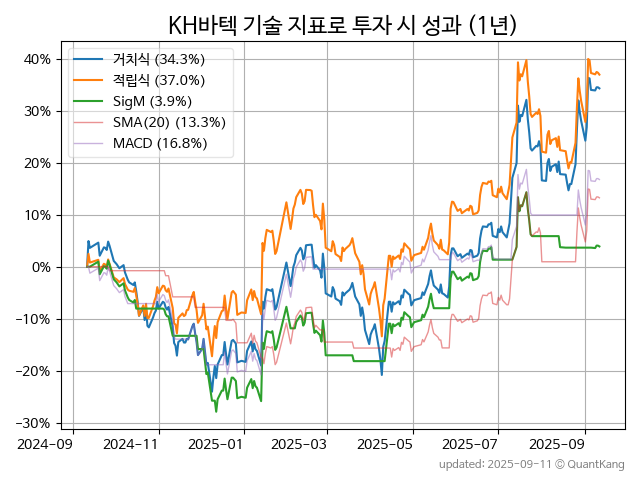 KH바텍 기술 지표로 투자 시 성과 (1년)
거치식 (34.3%)
적립식 (37.0%)
SigM (3.9%)
SMA(20) (13.3%)
MACD (16.8%)
40%
30%
20%
10%
0%
−10%
−20%
−30%
2024-09
2024-11
2025-01
2025-03
2025-05
2025-07
2025-09
updated: 2025-09-11 © QuantKang